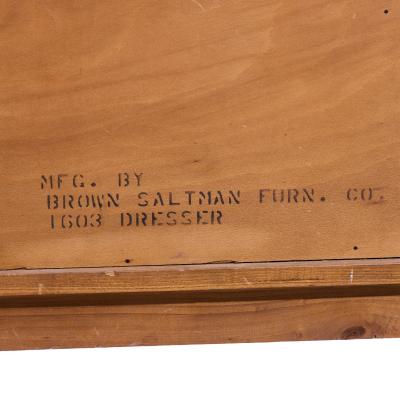 MFG. BY
BROWN SALTMAN FURN. CO.
1603 DRESSER